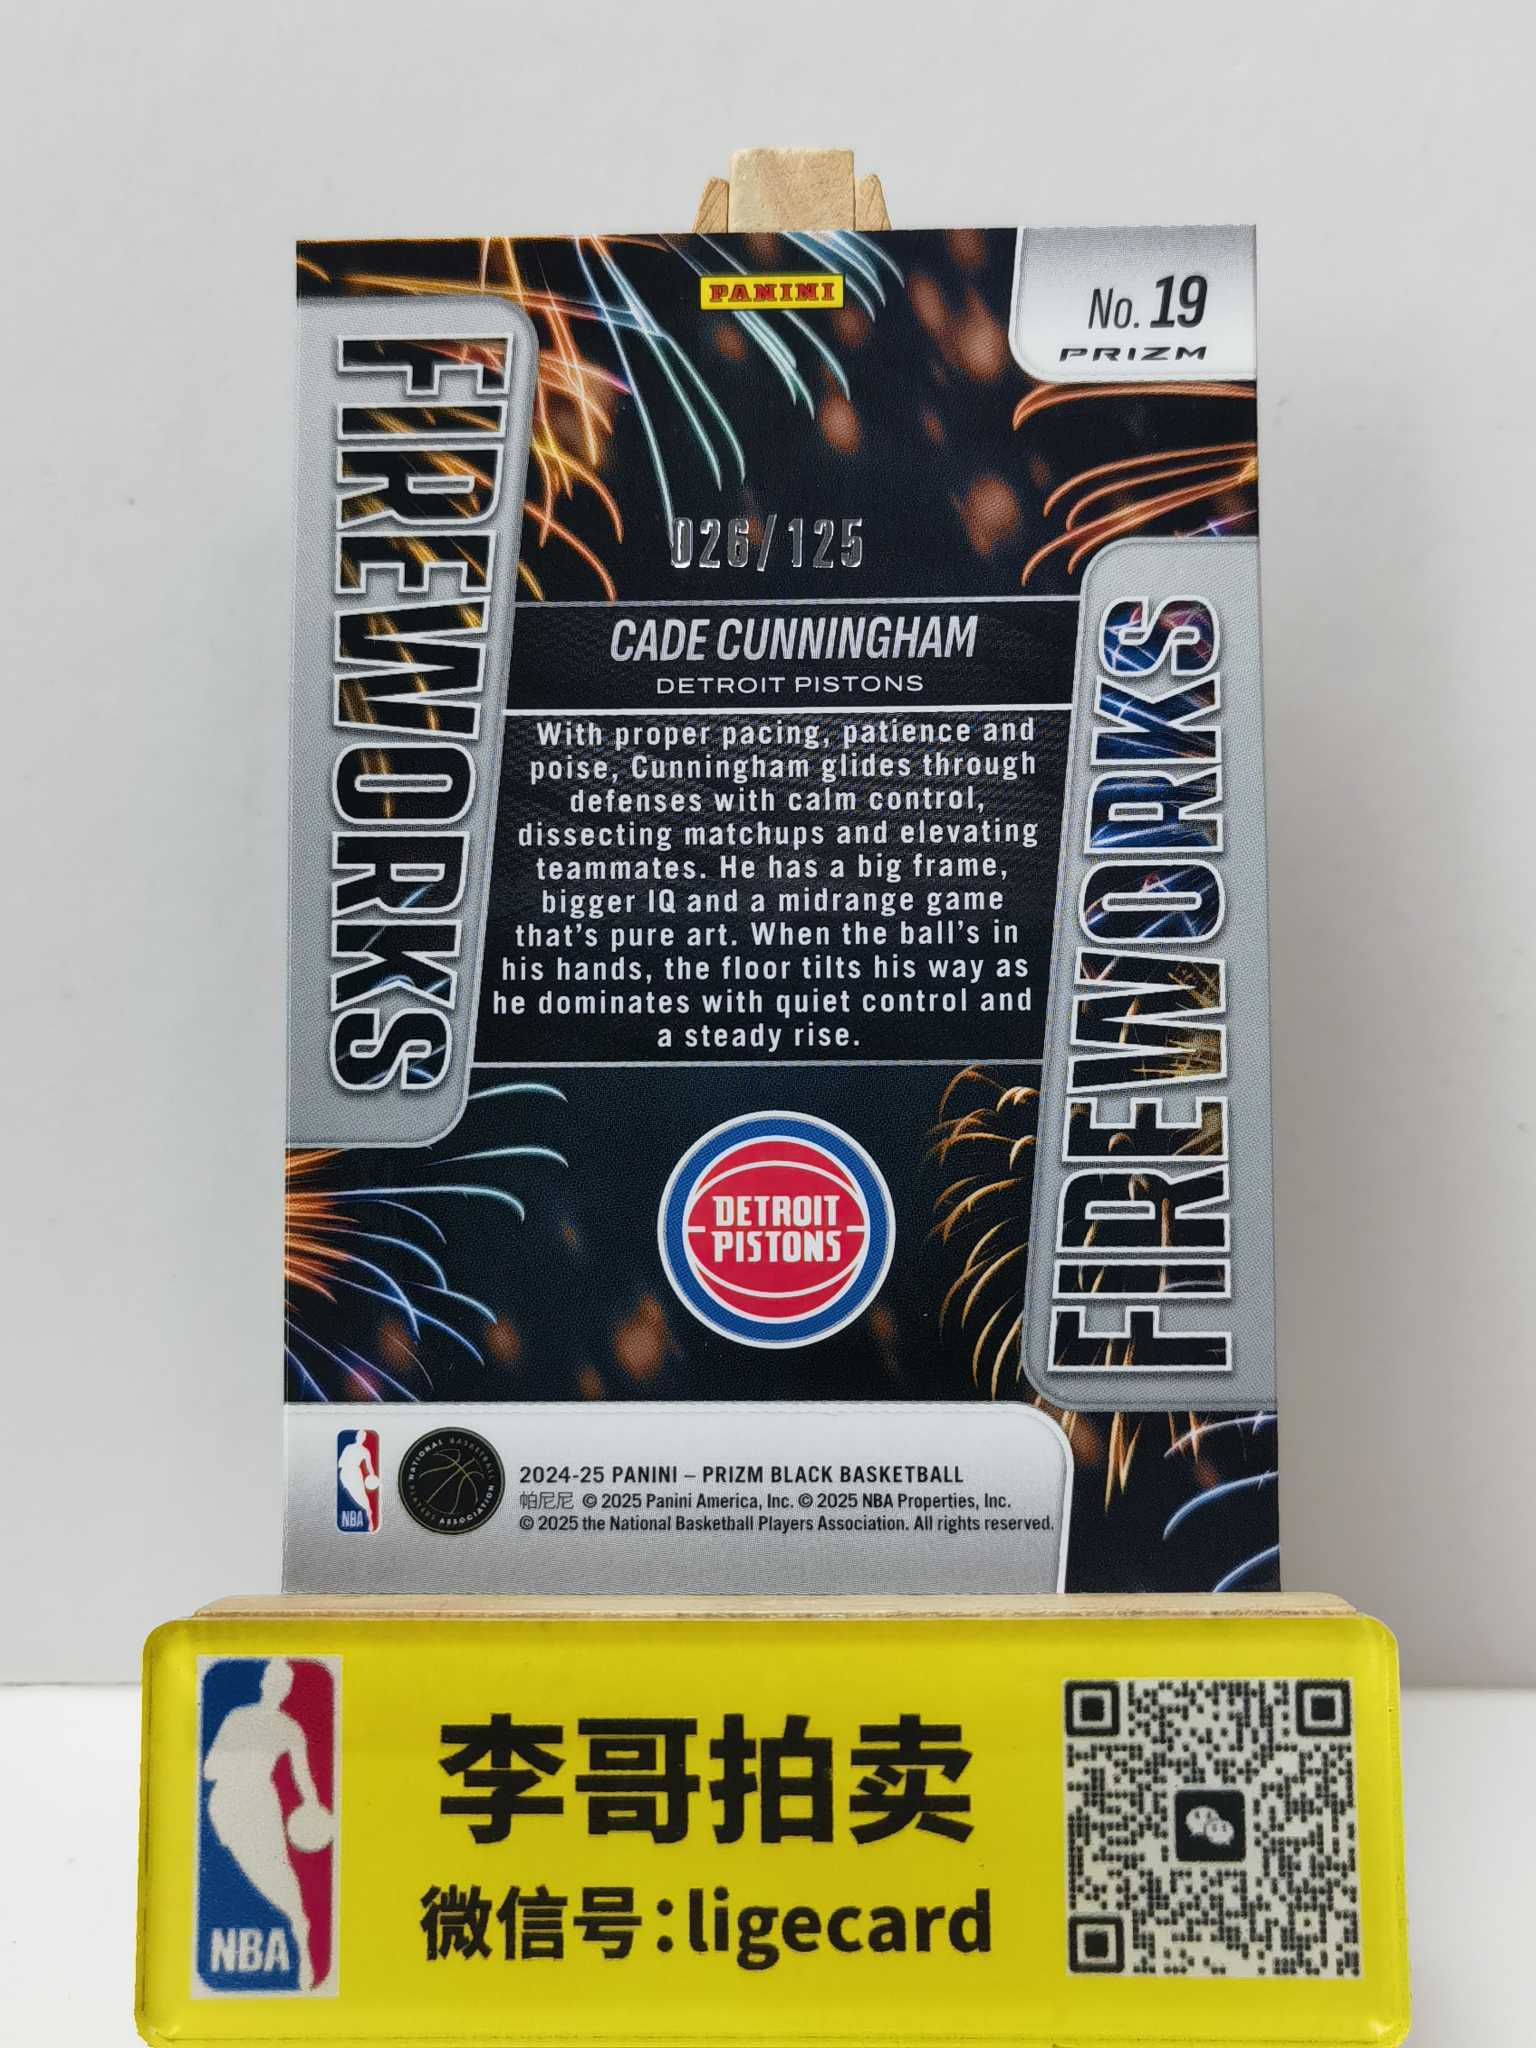 PANINI
No. 19
PRIZM
FIREWORKS
026/125
CADE CUNNINGHAM
DETROIT PISTONS
With proper pacing, patience and
poise, Cunningham glides through
defenses with calm control,
dissecting matchups and elevating
teammates. He has a big frame,
bigger IQ and a midrange game
that's pure art. When the ball's in
his hands, the floor tilts his way as
he dominates with quiet control and
a steady rise.
FIREWORKS
DETROIT
PISTONS
NBA
NATIONAL BASKETBALL
PLAYERS ASSOCIATION
2024-25 PANINI – PRIZM BLACK BASKETBALL
帕尼尼 © 2025 Panini America, Inc. © 2025 NBA Properties, Inc.
© 2025 the National Basketball Players Association. All rights reserved.
NBA
李哥拍卖
微信号:ligecard